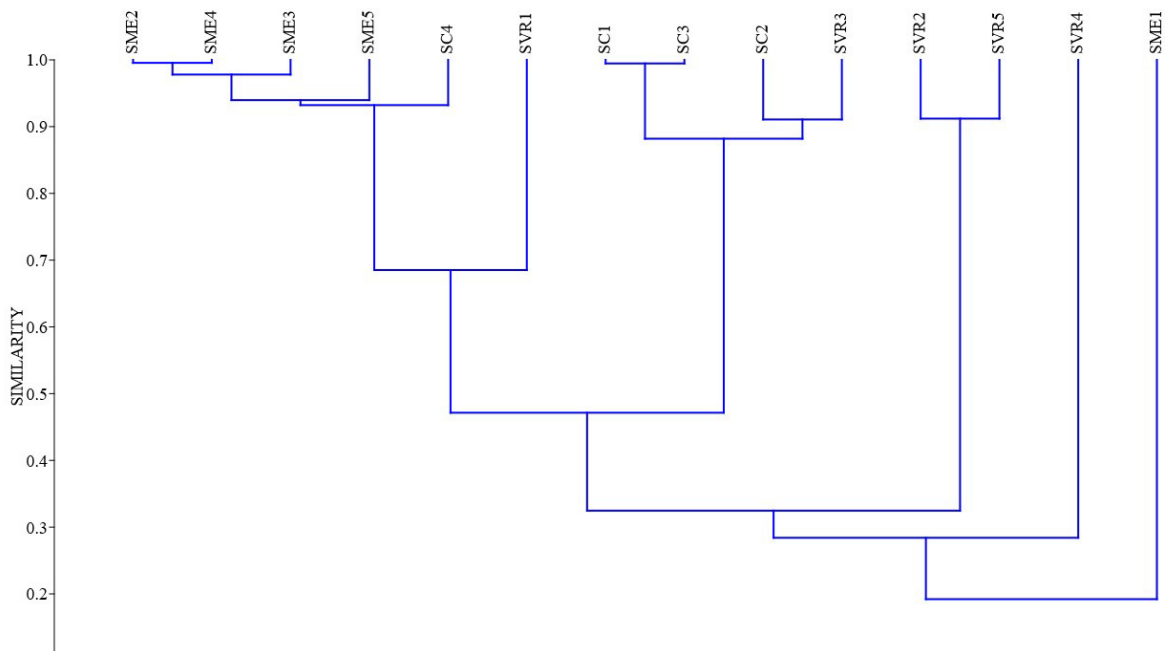 SME2
SME4
SME3
SME5
SC4
SVR1
SC1
SC3
SC2
SVR3
SVR2
SVR5
SVR4
SME1
1.0
0.9
0.8
0.7
0.6
0.5
0.4
0.3
0.2
SIMILARITY